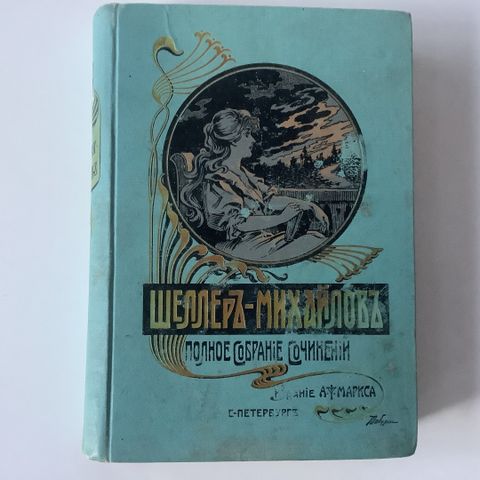 ШЕЛЛЕРЪ-МИХАЙЛОВЪ
ПОЛНОЕ СОБРАНІЕ СОЧИНЕНІЙ
А.Ф.МАРКСА
С-ПЕТЕРБУРГЪ